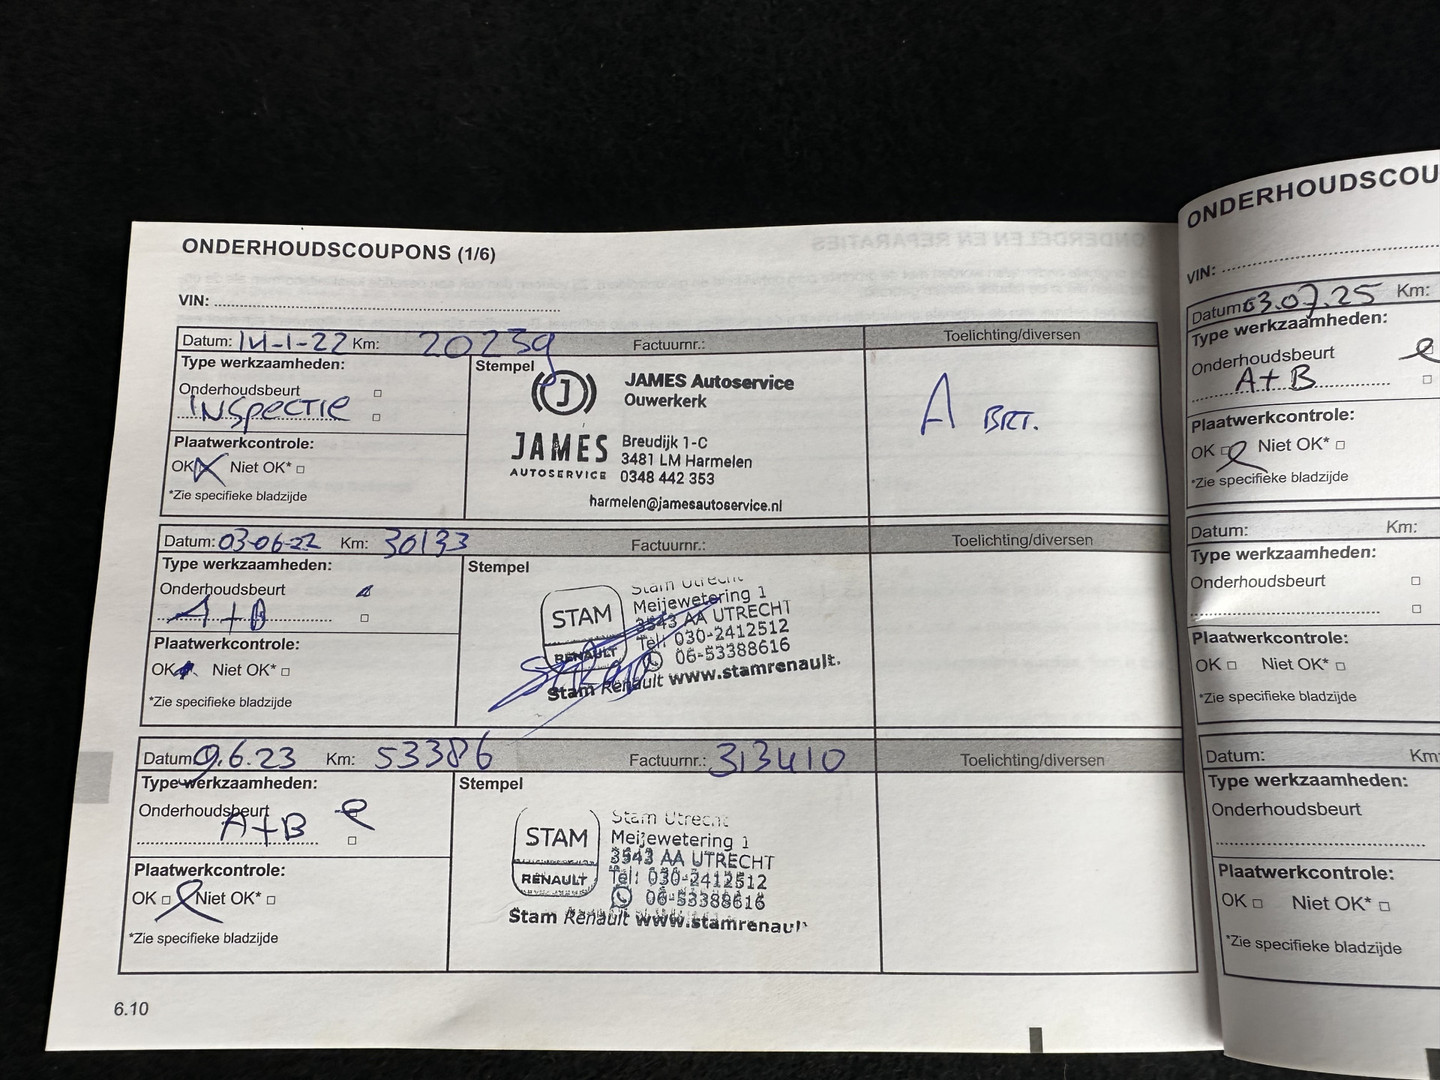 ONDERHOUDSCOUPONS (1/6)
VIN:
Datum: 14-1-22 Km: 20239 Factuurnr.: Toelichting/diversen
Type werkzaamheden:
Onderhoudsbeurt
INSPECTIE
Plaatwerkcontrole:
OK Niet OK*
*Zie specifieke bladzijde
Stempel
JAMES Autoservice
Ouwerkerk
JAMES
AUTOSERVICE
Breudijk 1-C
3481 LM Harmelen
0348 442 353
harmelen@jamesautoservice.nl
A BRT.
Datum: 03-06-22 Km: 30133 Factuurnr.: Toelichting/diversen
Type werkzaamheden:
Onderhoudsbeurt
A+B
Plaatwerkcontrole:
OK Niet OK*
*Zie specifieke bladzijde
Stempel
STAM
RENAULT
Stam Utrecht
Meijewetering 1
3543 AA UTRECHT
Tel: 030-2412512
06-53388616
Stam Renault www.stamrenault.
Datum: 9.6.23 Km: 53386 Factuurnr.: 313410 Toelichting/diversen
Type werkzaamheden:
Onderhoudsbeurt
A+B
Plaatwerkcontrole:
OK Niet OK*
*Zie specifieke bladzijde
Stempel
STAM
RENAULT
Stam Utrecht
Meijewetering 1
3543 AA UTRECHT
Tel: 030-2412512
06-53388616
Stam Renault www.stamrenau
6.10
ONDERHOUDSCOU
VIN:
Datum: 03.07.25 Km:
Type werkzaamheden:
Onderhoudsbeurt
A+B
Plaatwerkcontrole:
OK Niet OK*
*Zie specifieke bladzijde
Datum: Km:
Type werkzaamheden:
Onderhoudsbeurt
Plaatwerkcontrole:
OK Niet OK*
*Zie specifieke bladzijde
Datum: Km
Type werkzaamheden:
Onderhoudsbeurt
Plaatwerkcontrole:
OK Niet OK*
*Zie specifieke bladzijde